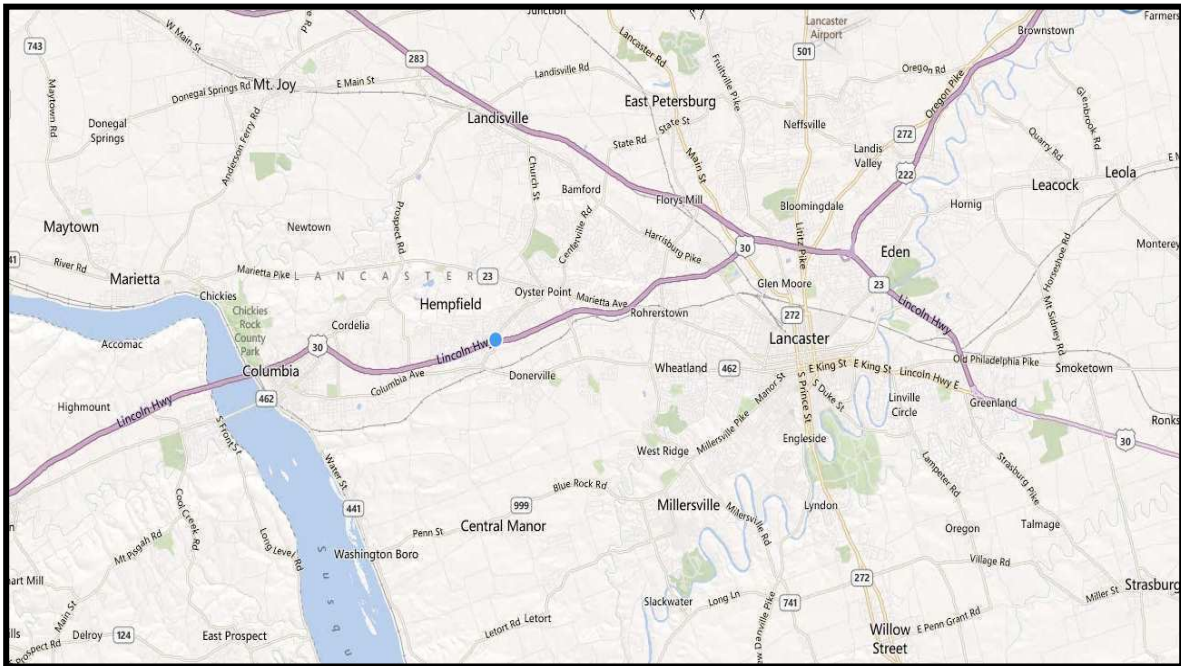 Junction
Lancaster
Airport
Farmers
Brownstown
743
W Main St
Lancaster Rd
501
283
Fruitville Pike
Oregon Rd
Oregon Pike
Mt. Joy
E Main St
Landisville Rd
Donegal Springs Rd
Maytown Rd
East Petersburg
Glenbrook Rd
Donegal
Springs
Anderson Ferry Rd
Landisville
State St
State Rd
Neffsville
272
Quarry Rd
Main St
Landis
Valley
Church St
222
Leola
Leacock
Bamford
Florys Mill
Bloomingdale
Hornig
Maytown
Newtown
Prospect Rd
Centerville Rd
Harrisburg Pike
Lititz Pike
30
Eden
Horseshoe Rd
Monterey
41
River Rd
Marietta
Marietta Pike
LANCASTER
23
Oyster Point
Marietta Ave
Glen Moore
23
Chickies
Hempfield
Rohrerstown
272
Lincoln Hwy
Mt Sidney Rd
Chickies
Rock
County
Park
Cordelia
Accomac
30
Lincoln Hwy
Lancaster
Columbia
Columbia Ave
Donerville
Wheatland
462
E King St
E King St
Lincoln Hwy E
Old Philadelphia Pike
Smoketown
462
Manor St
S Duke St
S Prince St
Linville
Circle
Greenland
Highmount
Lincoln Hwy
S Front St
Ronks
Millersville Pike
Engleside
30
West Ridge
Water St
Lampeter Rd
Strasburg Pike
Blue Rock Rd
Cool Creek Rd
441
999
Millersville
Lyndon
Central Manor
Penn St
Millersville Rd
Oregon
Talmage
Mt Pisgah Rd
Long Level Rd
Washington Boro
Village Rd
art Mill
272
Strasburg
Miller St
Susqu
Main St
Slackwater
Long Ln
741
Letort Rd
Letort
E Penn Grant Rd
Delroy
124
East Prospect
Willow
Street
lls